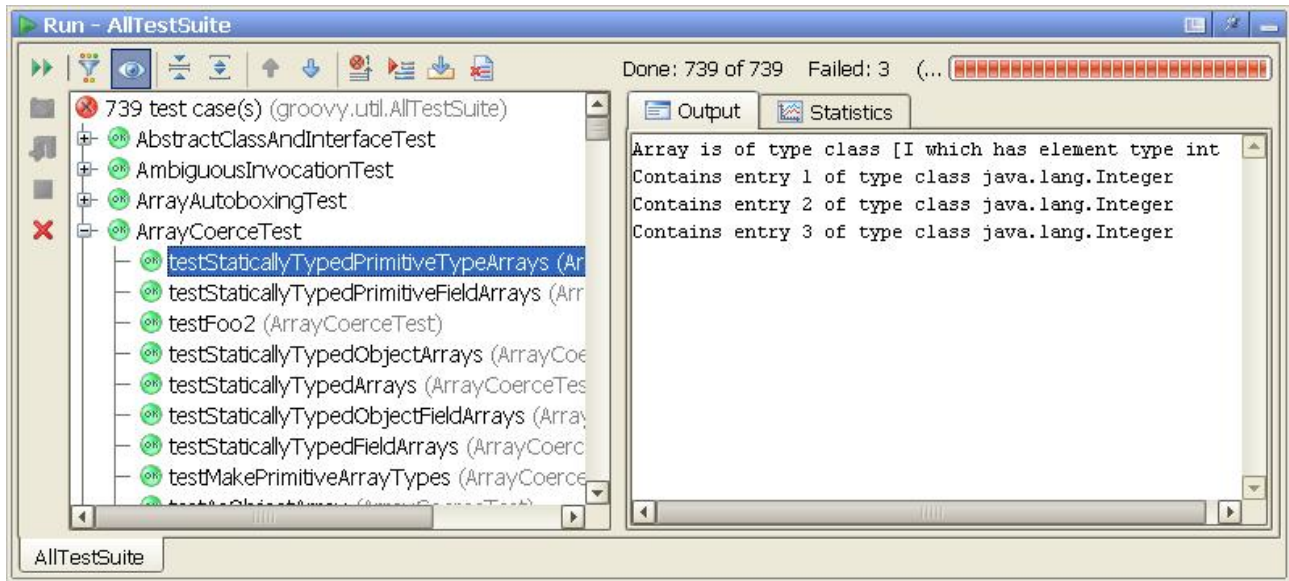 Run - AllTestSuite
Done: 739 of 739 Failed: 3 (...
739 test case(s) (groovy.util.AllTestSuite)
AbstractClassAndInterfaceTest
AmbiguousInvocationTest
ArrayAutoboxingTest
ArrayCoerceTest
testStaticallyTypedPrimitiveTypeArrays (Ar
testStaticallyTypedPrimitiveFieldArrays (Arr
testFoo2 (ArrayCoerceTest)
testStaticallyTypedObjectArrays (ArrayCoe
testStaticallyTypedArrays (ArrayCoerceTes
testStaticallyTypedObjectFieldArrays (Array
testStaticallyTypedFieldArrays (ArrayCoerc
testMakePrimitiveArrayTypes (ArrayCoerce
Output Statistics
Array is of type class [I which has element type int
Contains entry 1 of type class java.lang.Integer
Contains entry 2 of type class java.lang.Integer
Contains entry 3 of type class java.lang.Integer
AllTestSuite